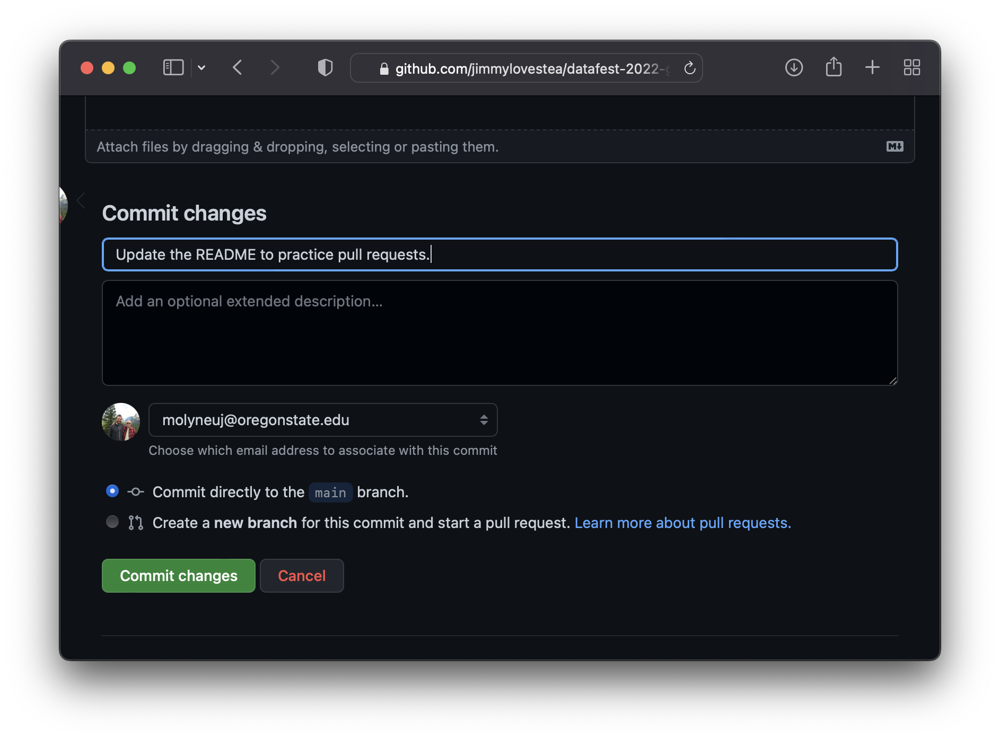 github.com/jimmylovestea/datafest-2022-
Attach files by dragging & dropping, selecting or pasting them.
Commit changes
Update the README to practice pull requests.
Add an optional extended description...
molyneuj@oregonstate.edu
Choose which email address to associate with this commit
Commit directly to the main branch.
Create a new branch for this commit and start a pull request. Learn more about pull requests.
Commit changes Cancel